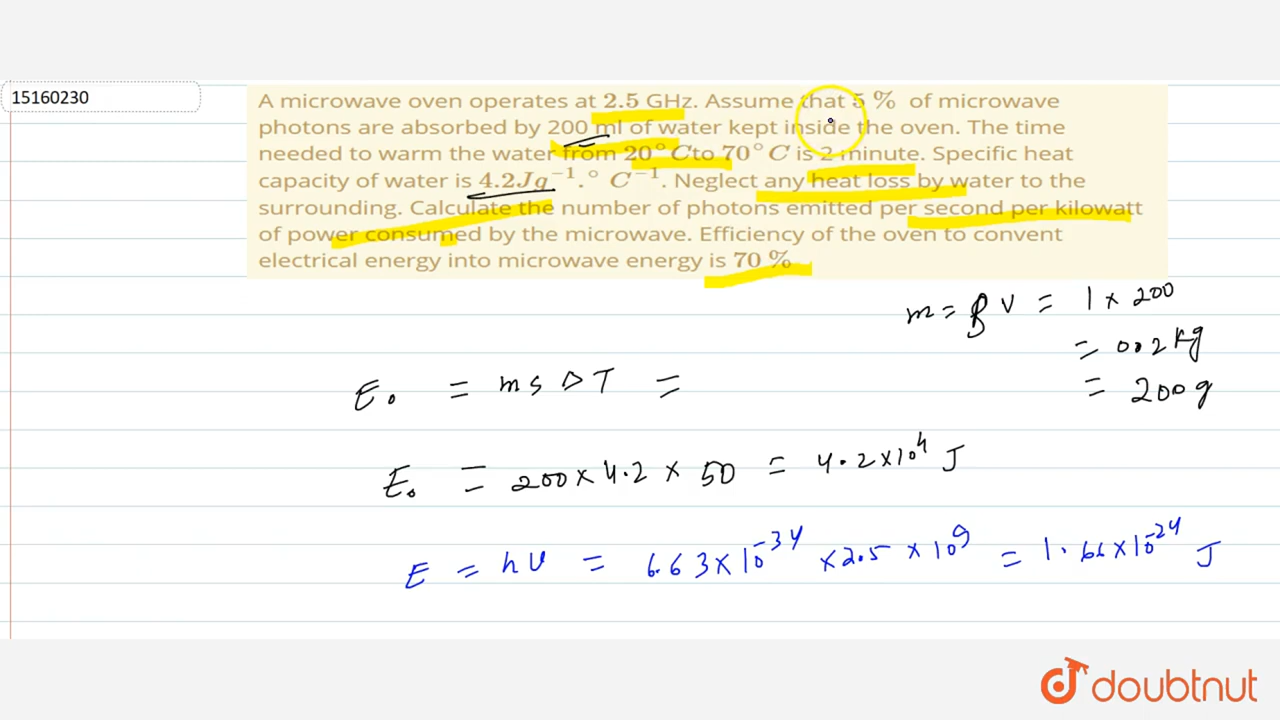 15160230
A microwave oven operates at 2.5 GHz. Assume that 5 % of microwave
photons are absorbed by 200 ml of water kept inside the oven. The time
needed to warm the water from 20°C to 70°C is 2 minute. Specific heat
capacity of water is 4.2Jg⁻¹.° C⁻¹. Neglect any heat loss by water to the
surrounding. Calculate the number of photons emitted per second per kilowatt
of power consumed by the microwave. Efficiency of the oven to convent
electrical energy into microwave energy is 70 %
m = ρ V = 1 × 200
= 0.2 kg
= 200 g
E₀ = m s Δ T =
E₀ = 200 × 4.2 × 50 = 4.2 × 10⁴ J
E = h ν = 6.63 × 10⁻³⁴ × 2.5 × 10⁹ = 1.66 × 10⁻²⁴ J
doubtnut